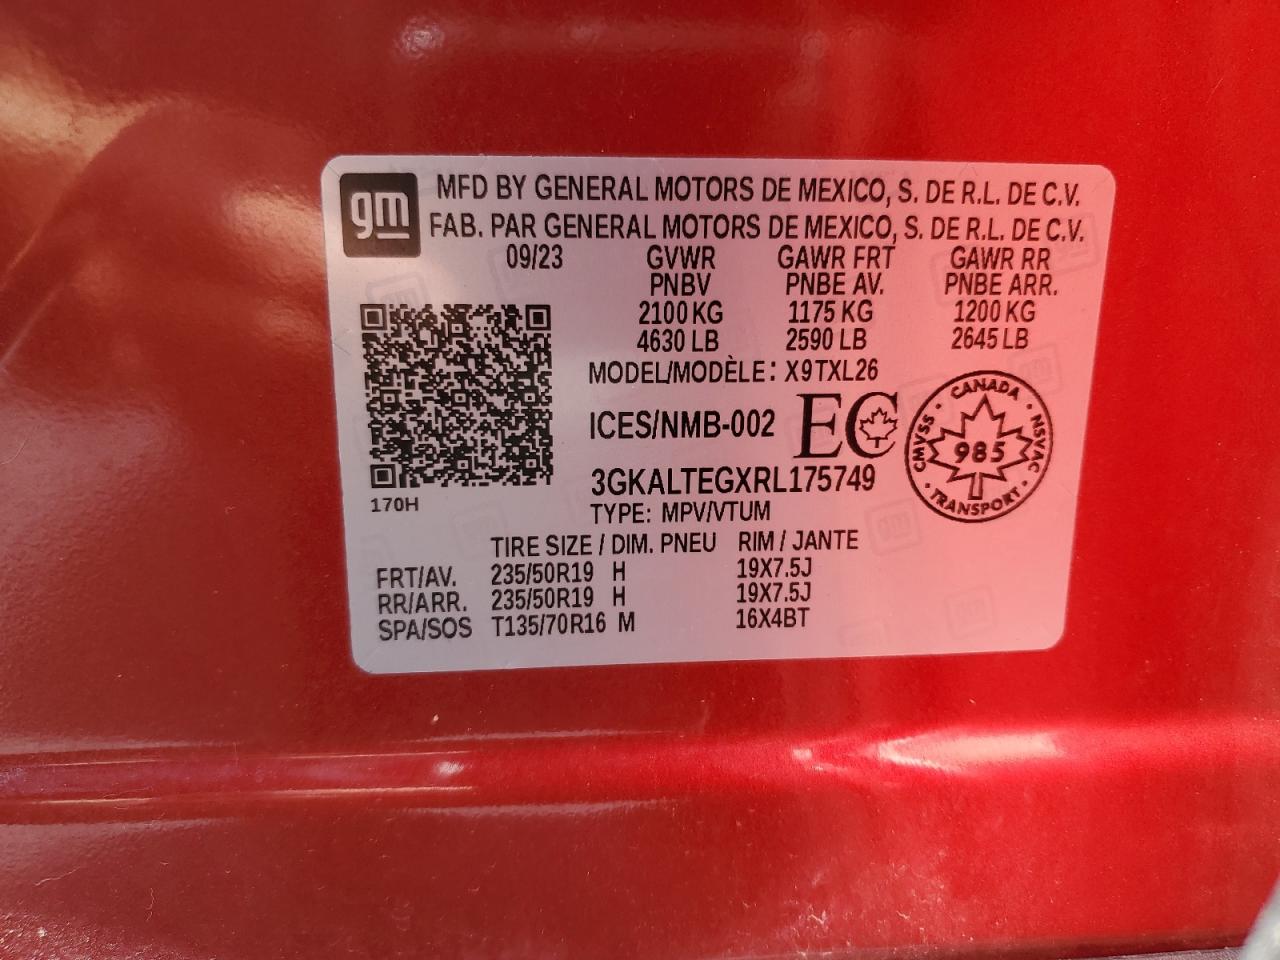 gm
MFD BY GENERAL MOTORS DE MEXICO, S. DE R.L. DE C.V.
FAB. PAR GENERAL MOTORS DE MEXICO, S. DE R.L. DE C.V.
09/23 GVWR GAWR FRT GAWR RR
PNBV PNBE AV. PNBE ARR.
2100 KG 1175 KG 1200 KG
4630 LB 2590 LB 2645 LB
MODEL/MODÈLE: X9TXL26
ICES/NMB-002 EC
CANADA
CMVSS 985 NSVAC
TRANSPORT
3GKALTEGXRL175749
170H
TYPE: MPV/VTUM
TIRE SIZE / DIM. PNEU RIM / JANTE
FRT/AV. 235/50R19 H 19X7.5J
RR/ARR. 235/50R19 H 19X7.5J
SPA/SOS T135/70R16 M 16X4BT